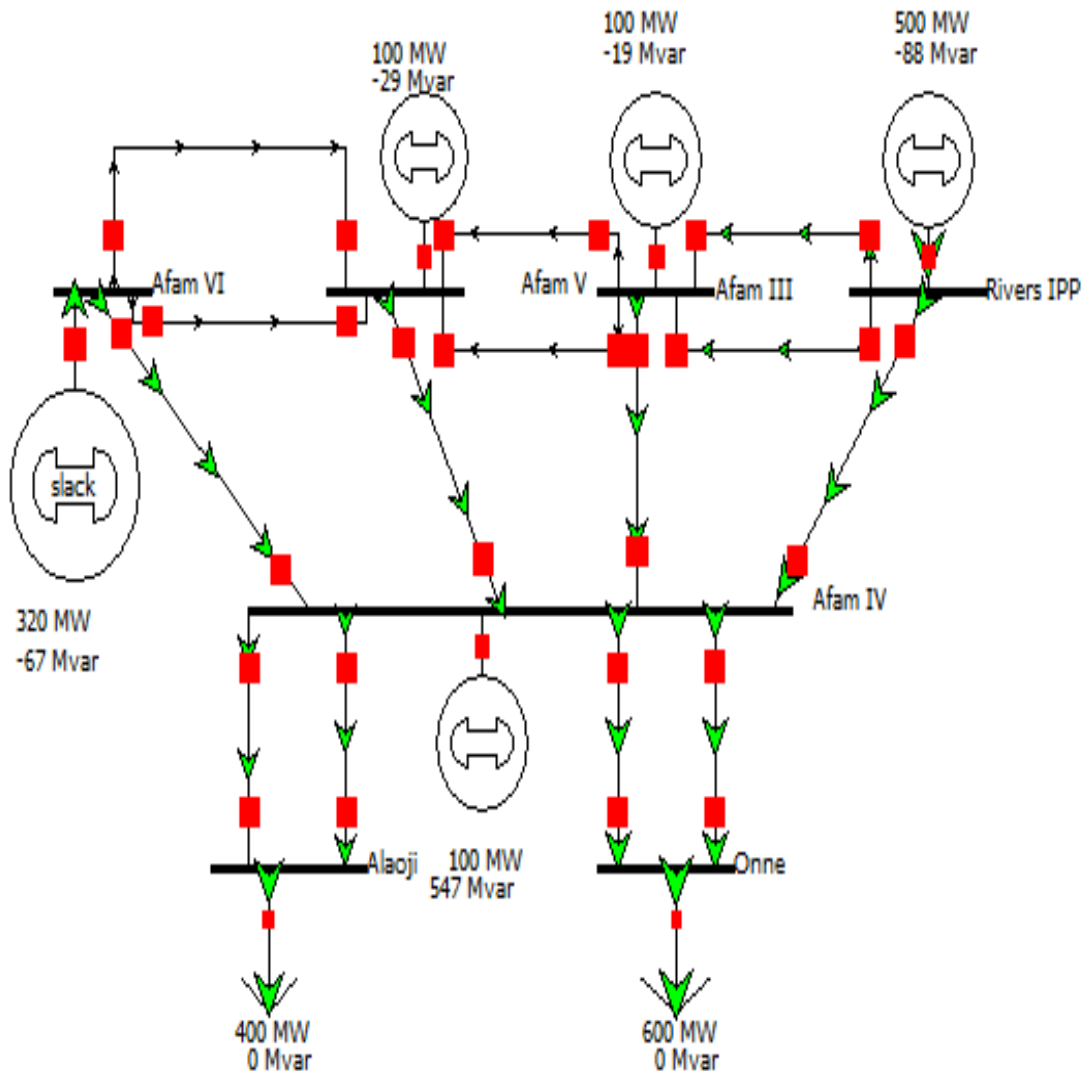 100 MW
-29 Mvar
100 MW
-19 Mvar
500 MW
-88 Mvar
Afam VI
Afam V
Afam III
Rivers IPP
slack
320 MW
-67 Mvar
Afam IV
Alaoji
100 MW
547 Mvar
Onne
400 MW
0 Mvar
600 MW
0 Mvar